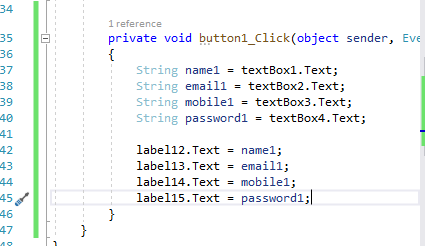 34
1 reference
35 private void button1_Click(object sender, Eve
36 {
37 String name1 = textBox1.Text;
38 String email1 = textBox2.Text;
39 String mobile1 = textBox3.Text;
40 String password1 = textBox4.Text;
41
42 label12.Text = name1;
43 label13.Text = email1;
44 label14.Text = mobile1;
45 label15.Text = password1;
46 }
47 }
48 }